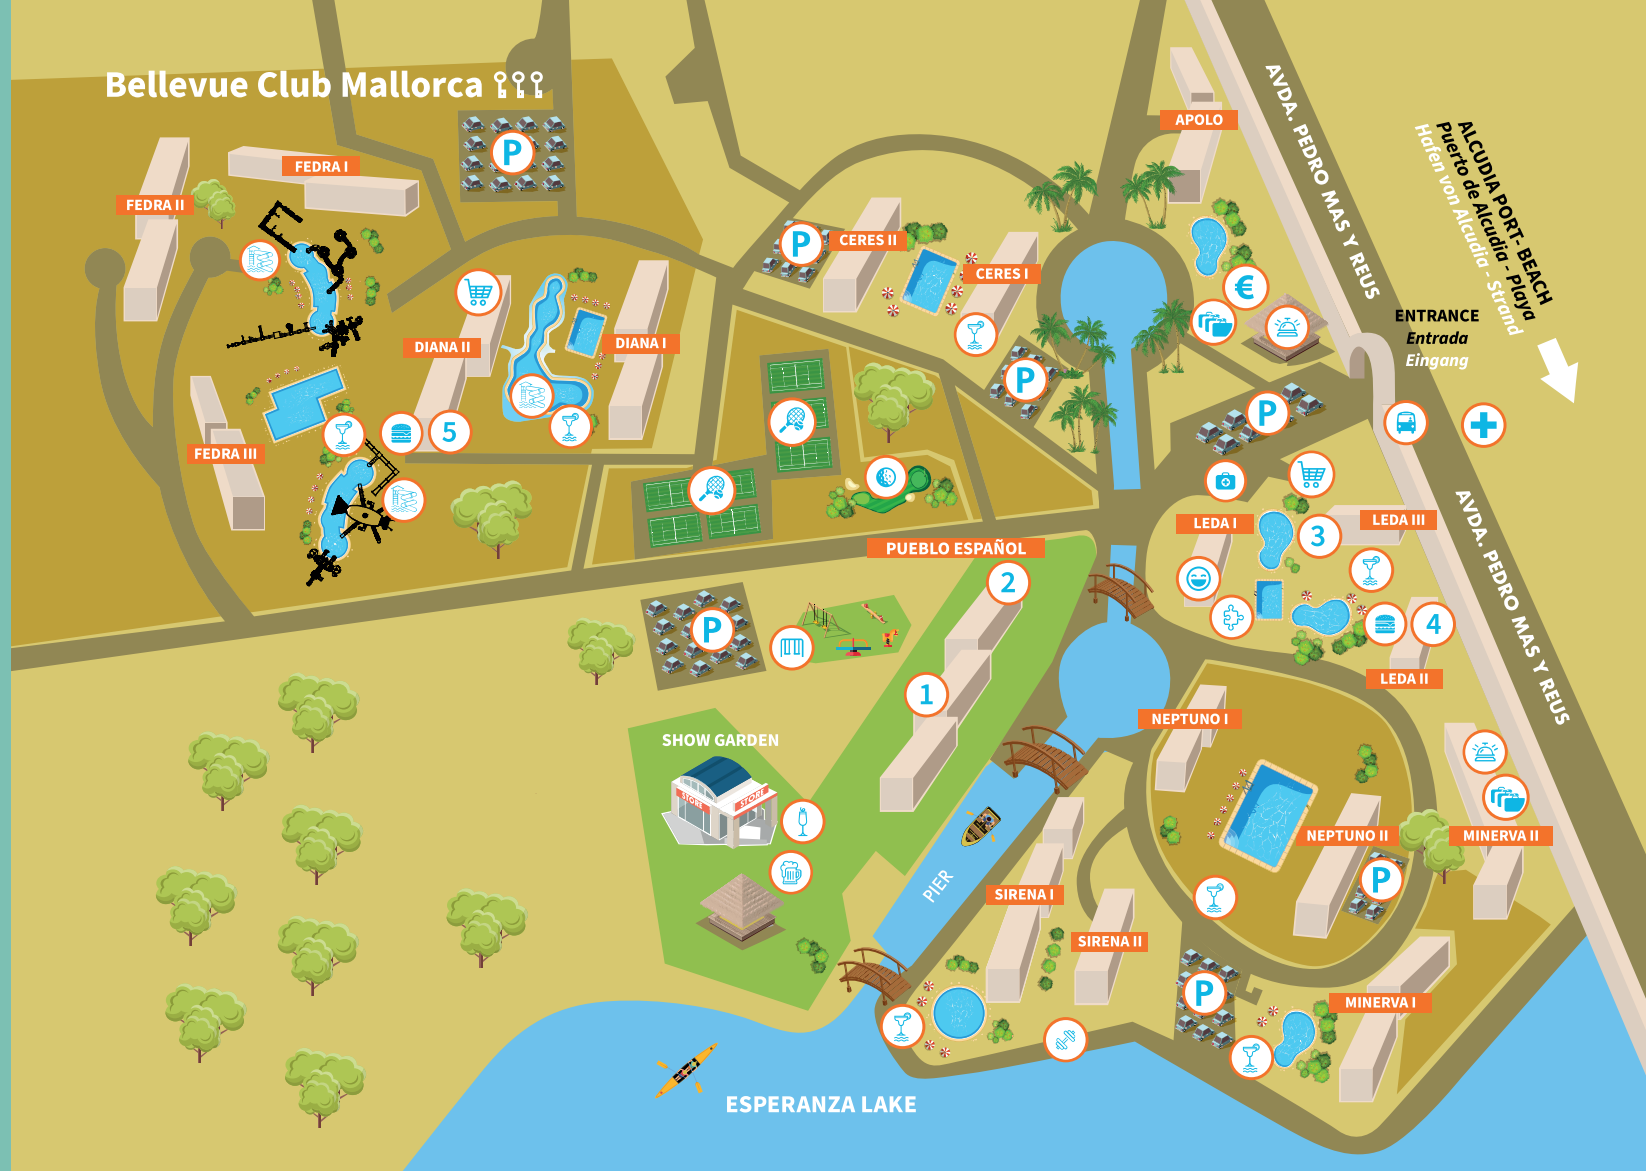 Bellevue Club Mallorca
P
FEDRA I
FEDRA II
FEDRA III
DIANA II
DIANA I
5
P
CERES II
CERES I
P
APOLO
€
AVDA. PEDRO MAS Y REUS
ALCUDIA PORT- BEACH
Puerto de Alcudia - Playa
Hafen von Alcudia - Strand
ENTRANCE
Entrada
Eingang
P
LEDA I
LEDA III
3
4
LEDA II
AVDA. PEDRO MAS Y REUS
PUEBLO ESPAÑOL
2
1
P
SHOW GARDEN
STORE
STORE
PIER
NEPTUNO I
NEPTUNO II
P
MINERVA II
SIRENA I
SIRENA II
P
MINERVA I
ESPERANZA LAKE